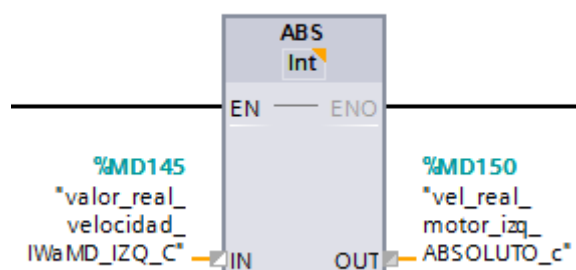 ABS
Int
EN ENO
%MD145
"valor_real_
velocidad_
IWaMD_IZQ_C"
IN
%MD150
"vel_real_
motor_izq_
ABSOLUTO_c"
OUT